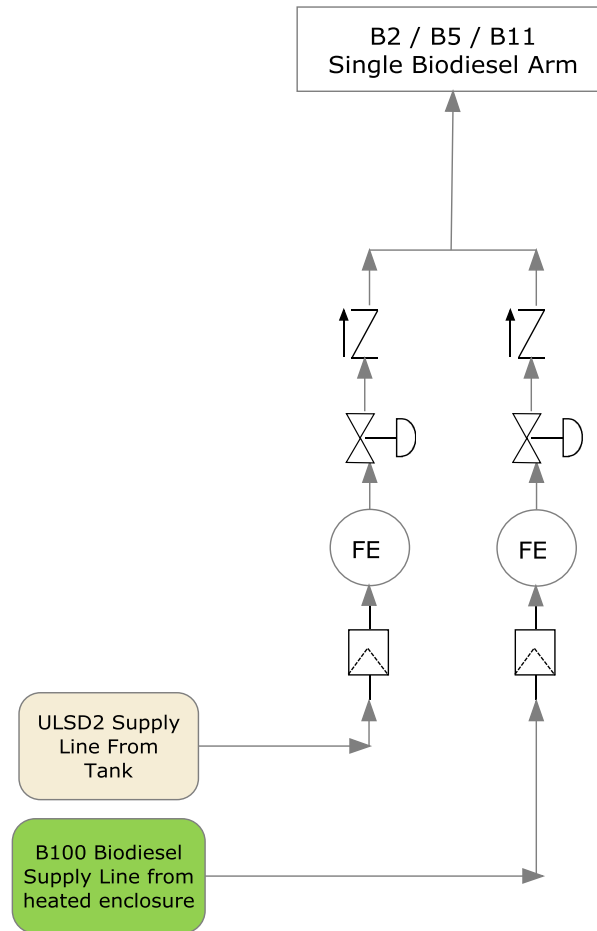 B2 / B5 / B11
Single Biodiesel Arm
FE
FE
ULSD2 Supply
Line From
Tank
B100 Biodiesel
Supply Line from
heated enclosure